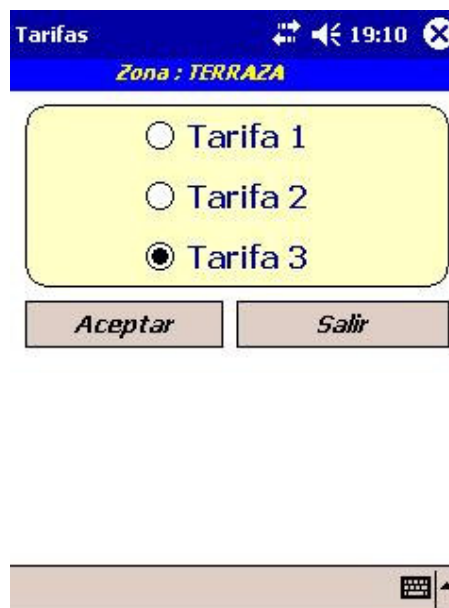 Tarifas 19:10
Zona : TERRAZA
Tarifa 1
Tarifa 2
Tarifa 3
Aceptar Salir